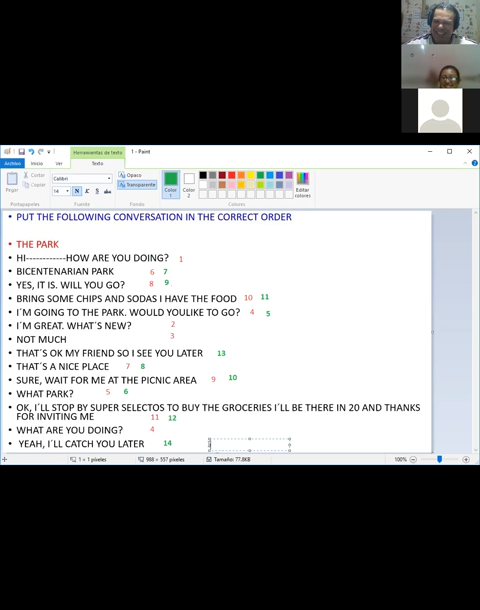 Herramientas de texto
1 - Paint
Archivo Inicio Ver Texto
Cortar
Copiar
Pegar
Portapapeles
Calibri
14 N K S abc
Fuente
Opaco
Transparente
Fondo
Color 1
Color 2
Colores
Editar colores
• PUT THE FOLLOWING CONVERSATION IN THE CORRECT ORDER
• THE PARK
• HI------------HOW ARE YOU DOING? 1
• BICENTENARIAN PARK 6 7
• YES, IT IS. WILL YOU GO? 8 9
• BRING SOME CHIPS AND SODAS I HAVE THE FOOD 10 11
• I´M GOING TO THE PARK. WOULD YOULIKE TO GO? 4 5
• I´M GREAT. WHAT´S NEW? 2
• NOT MUCH 3
• THAT´S OK MY FRIEND SO I SEE YOU LATER 13
• THAT´S A NICE PLACE 7 8
• SURE, WAIT FOR ME AT THE PICNIC AREA 9 10
• WHAT PARK? 5 6
• OK, I´LL STOP BY SUPER SELECTOS TO BUY THE GROCERIES I´LL BE THERE IN 20 AND THANKS
FOR INVITING ME 11 12
• WHAT ARE YOU DOING? 4
• YEAH, I´LL CATCH YOU LATER 14
1 × 1 píxeles
988 × 557 píxeles
Tamaño: 77.8KB
100%